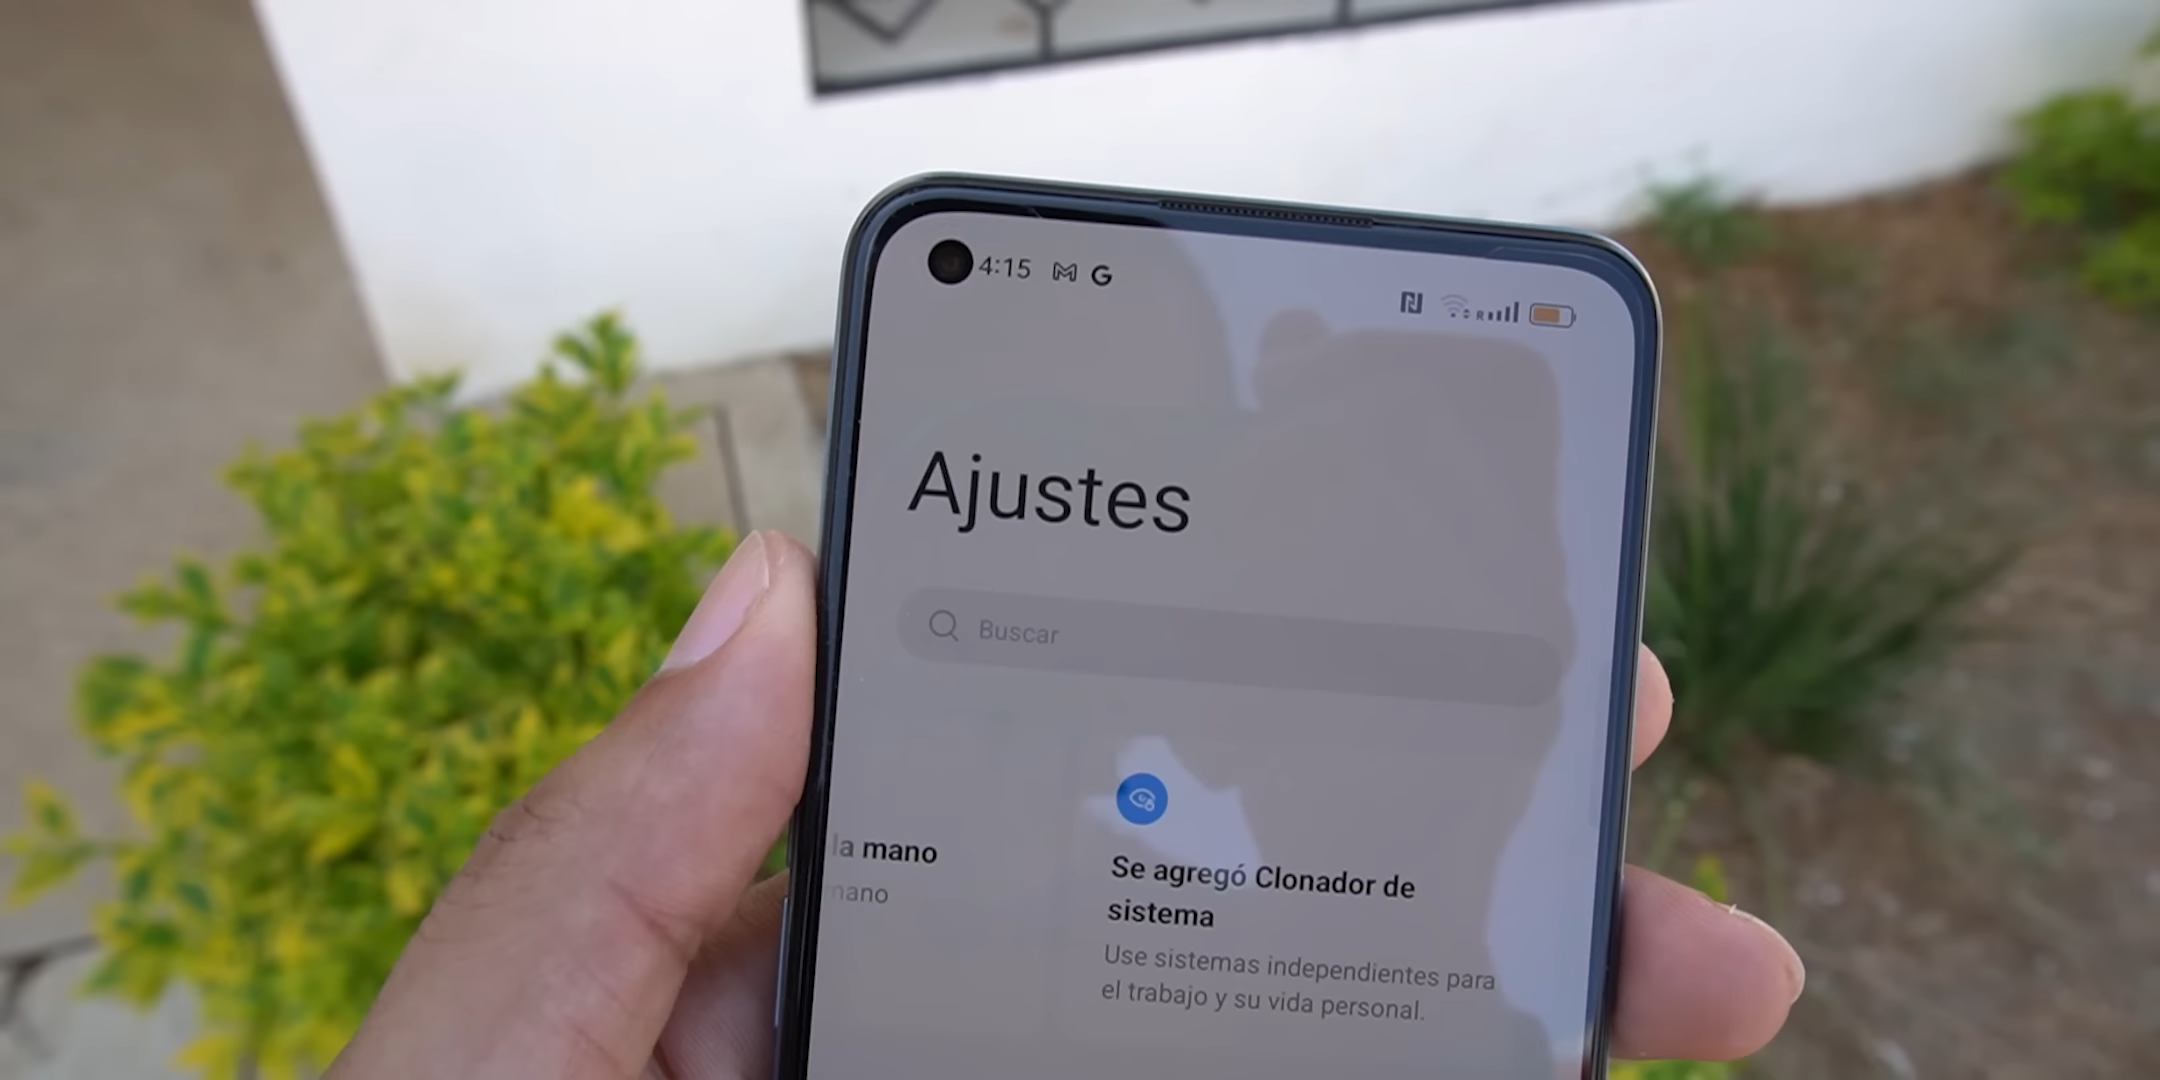 4:15
R
Ajustes
Buscar
la mano
mano
Se agregó Clonador de
sistema
Use sistemas independientes para
el trabajo y su vida personal.